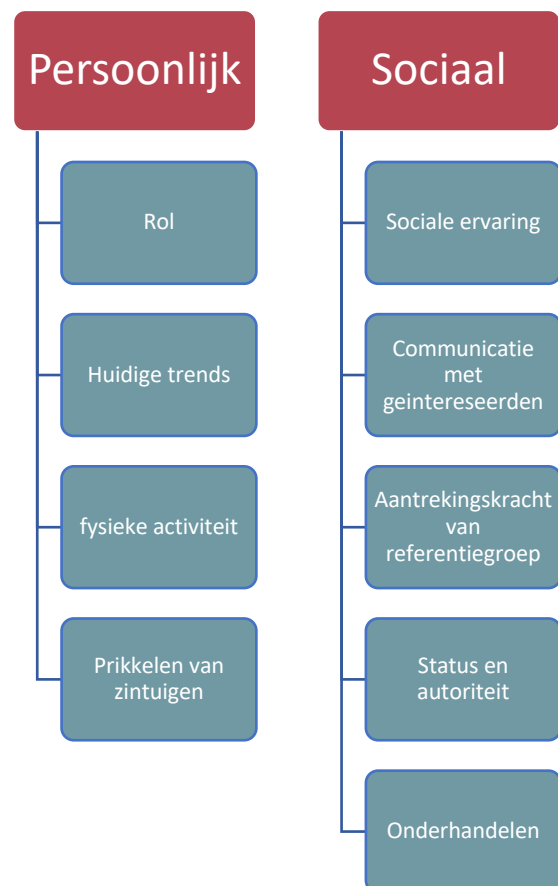 Persoonlijk
Rol
Huidige trends
fysieke activiteit
Prikkelen van
zintuigen
Sociaal
Sociale ervaring
Communicatie
met
geintereseerden
Aantrekingskracht
van
referentiegroep
Status en
autoriteit
Onderhandelen